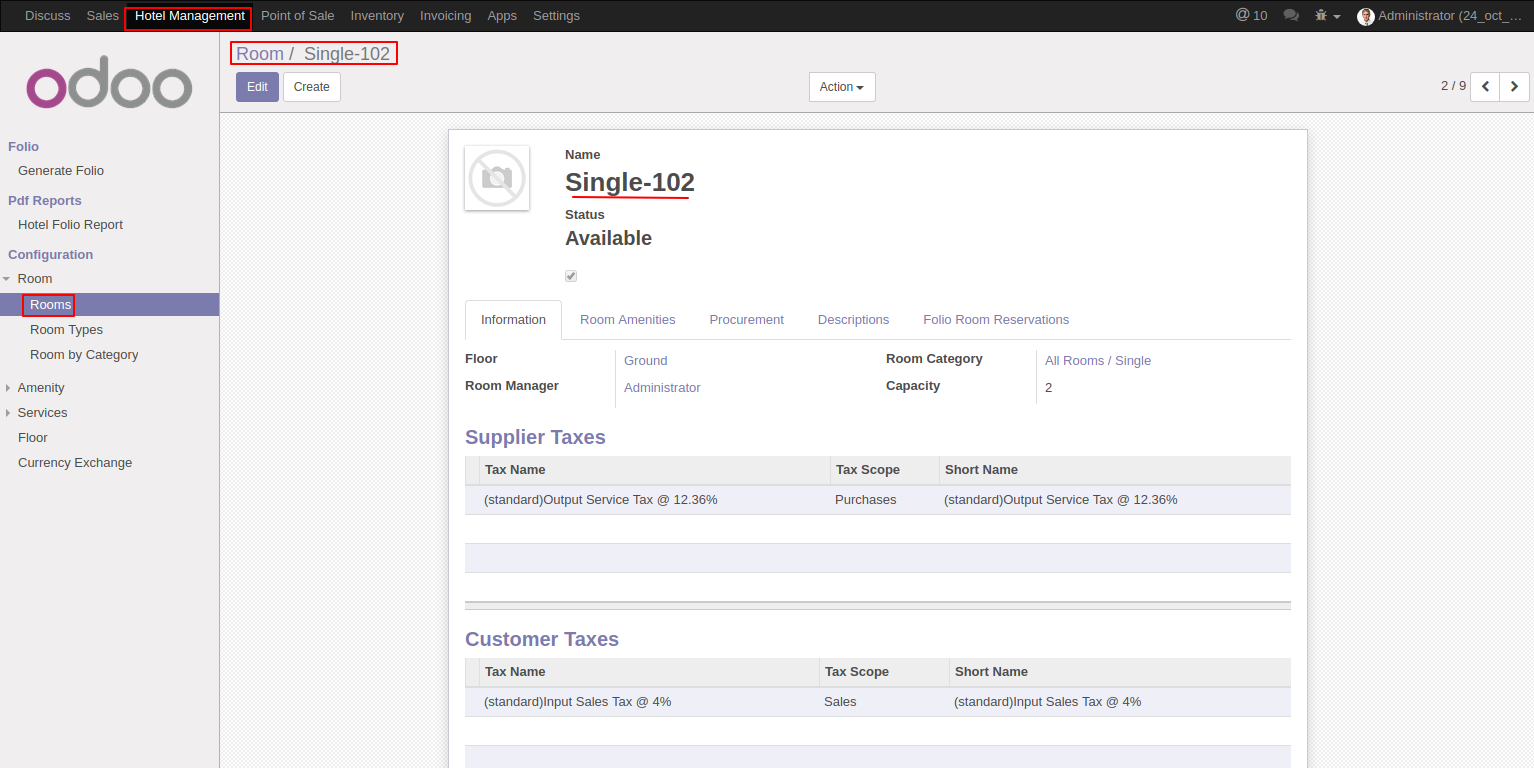 Discuss Sales Hotel Management Point of Sale Inventory Invoicing Apps Settings @ 10 Administrator (24_oct_...
odoo
Room / Single-102
Edit Create Action 2 / 9
Folio
Generate Folio
Pdf Reports
Hotel Folio Report
Configuration
Room
Rooms
Room Types
Room by Category
Amenity
Services
Floor
Currency Exchange
Name
Single-102
Status
Available
Information Room Amenities Procurement Descriptions Folio Room Reservations
Floor Ground Room Category All Rooms / Single
Room Manager Administrator Capacity 2
Supplier Taxes
Tax Name Tax Scope Short Name
(standard)Output Service Tax @ 12.36% Purchases (standard)Output Service Tax @ 12.36%
Customer Taxes
Tax Name Tax Scope Short Name
(standard)Input Sales Tax @ 4% Sales (standard)Input Sales Tax @ 4%